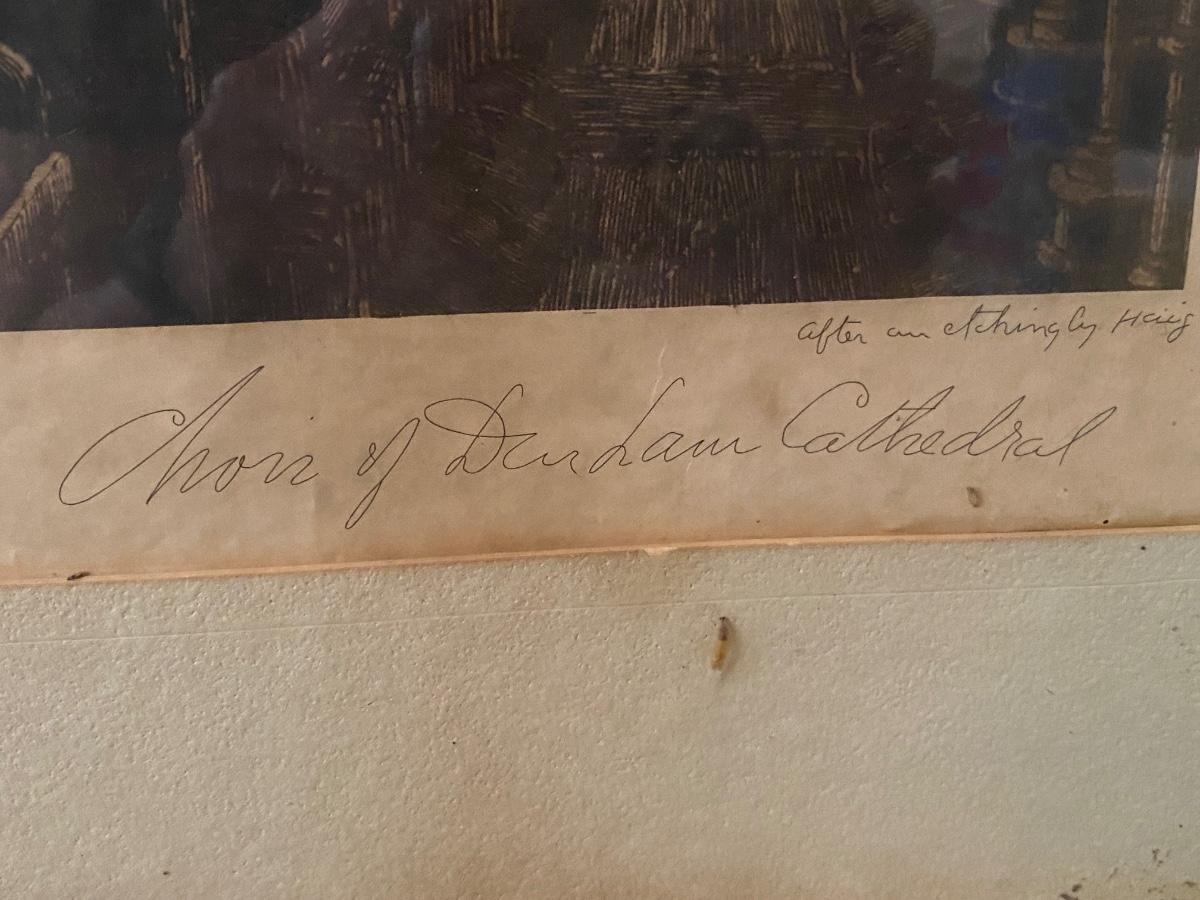 after an etching by Haig
Choir of Durham Cathedral